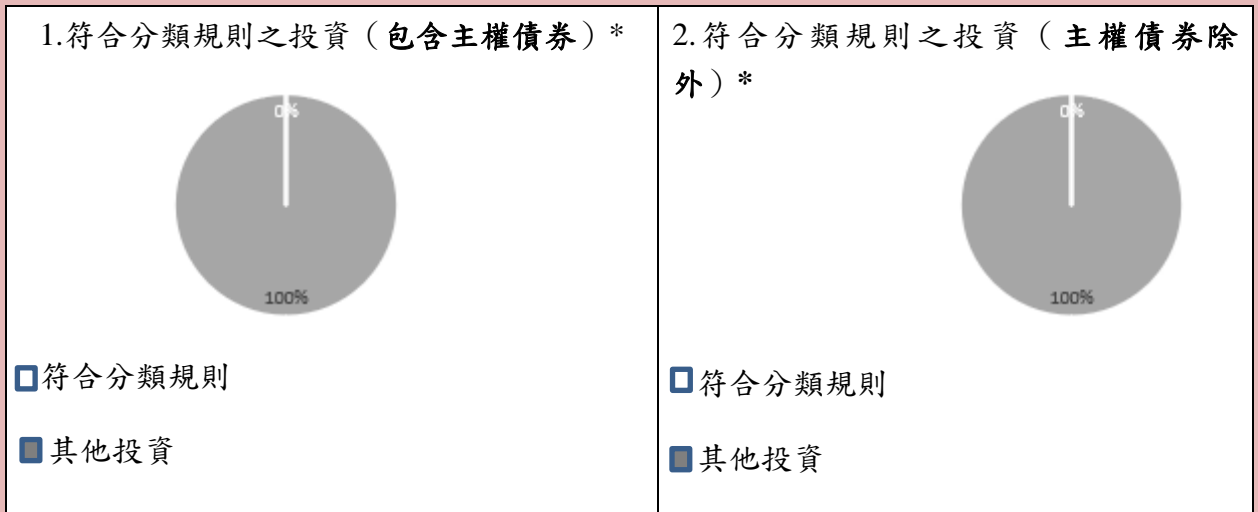 1.符合分類規則之投資（包含主權債券）*
0%
100%
符合分類規則
其他投資
2.符合分類規則之投資（主權債券除
外）*
0%
100%
符合分類規則
其他投資